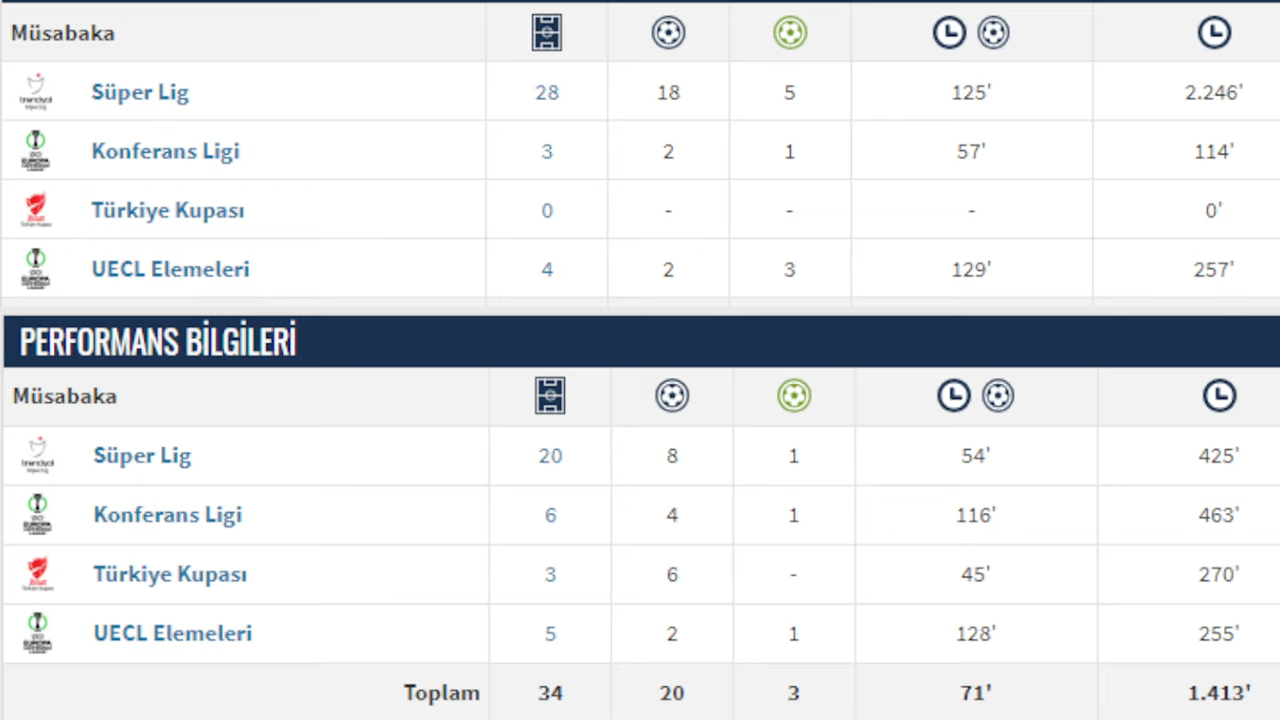 Müsabaka
Süper Lig 28 18 5 125' 2.246'
Konferans Ligi 3 2 1 57' 114'
Türkiye Kupası 0 - - - 0'
UECL Elemeleri 4 2 3 129' 257'
PERFORMANS BİLGİLERİ
Müsabaka
Süper Lig 20 8 1 54' 425'
Konferans Ligi 6 4 1 116' 463'
Türkiye Kupası 3 6 - 45' 270'
UECL Elemeleri 5 2 1 128' 255'
Toplam 34 20 3 71' 1.413'